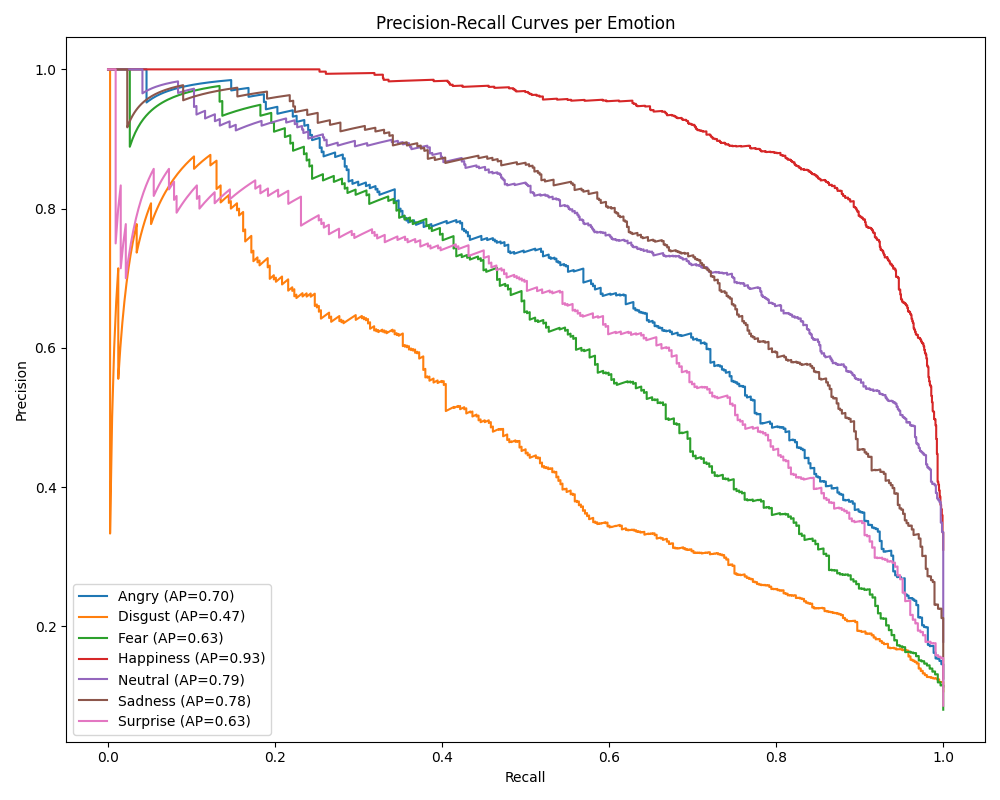 Precision-Recall Curves per Emotion
Precision
1.0
0.8
0.6
0.4
0.2
Angry (AP=0.70)
Disgust (AP=0.47)
Fear (AP=0.63)
Happiness (AP=0.93)
Neutral (AP=0.79)
Sadness (AP=0.78)
Surprise (AP=0.63)
0.0 0.2 0.4 0.6 0.8 1.0
Recall